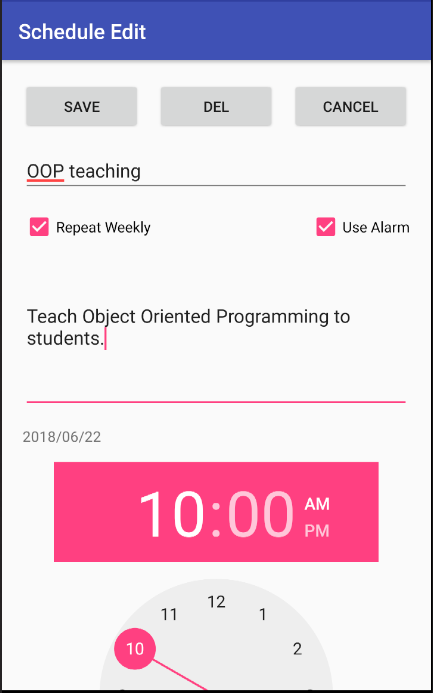 Schedule Edit
SAVE DEL CANCEL
OOP teaching
Repeat Weekly Use Alarm
Teach Object Oriented Programming to
students.
2018/06/22
10:00 AM
PM
12
11 1
10 2